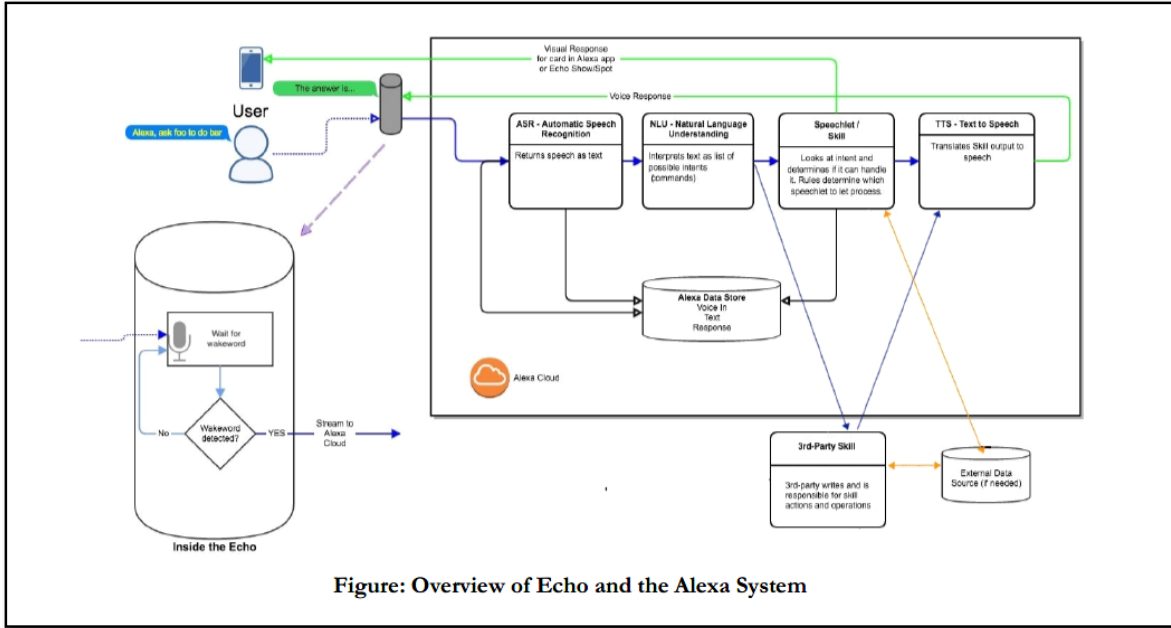 Visual Response
for card in Alexa app
or Echo Show/Spot
The answer is...
Voice Response
User
Alexa, ask foo to do bar
ASR - Automatic Speech
Recognition
Returns speech as text
NLU - Natural Language
Understanding
Interprets text as list of
possible intents
(commands)
Speechlet /
Skill
Looks at intent and
determines if it can handle
it. Rules determine which
speechlet to let process.
TTS - Text to Speech
Translates Skill output to
speech
Alexa Data Store
Voice In
Text
Response
Alexa Cloud
Wait for
wakeword
No
Wakeword
detected?
YES
Stream to
Alexa
Cloud
Inside the Echo
3rd-Party Skill
3rd-party writes and is
responsible for skill
actions and operations
External Data
Source (if needed)
Figure: Overview of Echo and the Alexa System